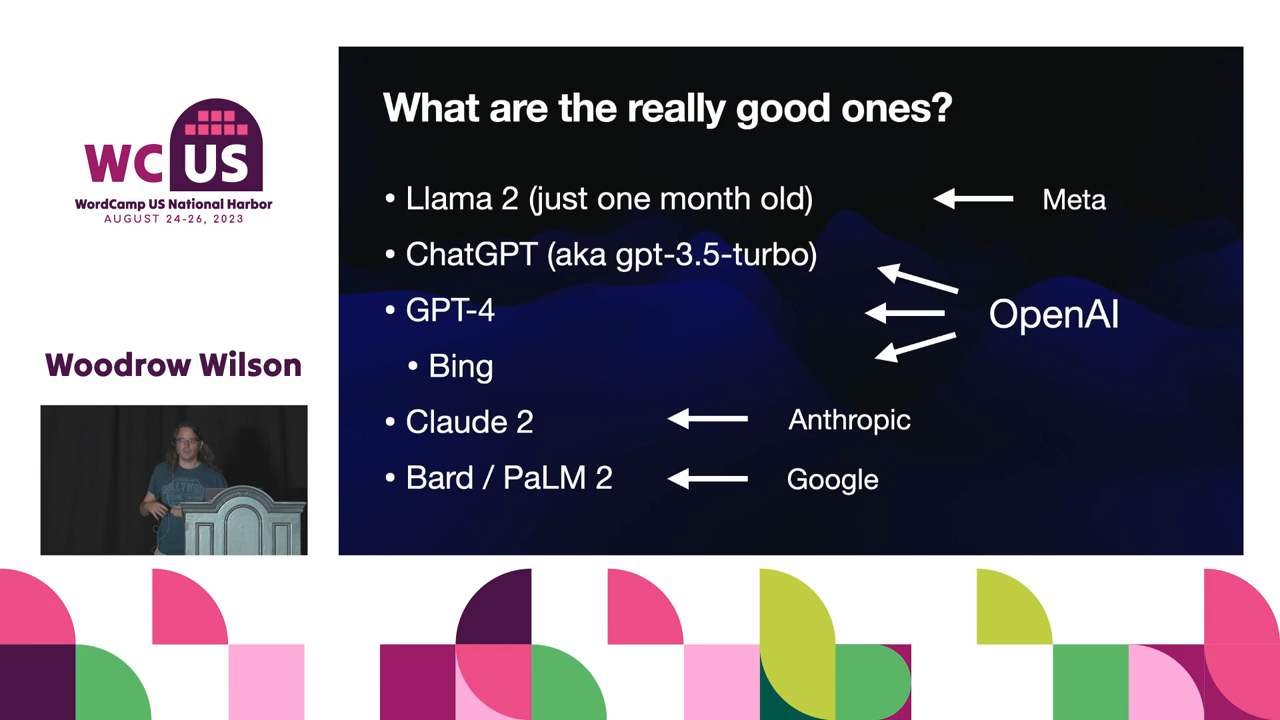 WC US
WordCamp US National Harbor
AUGUST 24-26, 2023
Woodrow Wilson
What are the really good ones?
• Llama 2 (just one month old)
Meta
• ChatGPT (aka gpt-3.5-turbo)
• GPT-4
OpenAI
• Bing
• Claude 2
Anthropic
• Bard / PaLM 2
Google